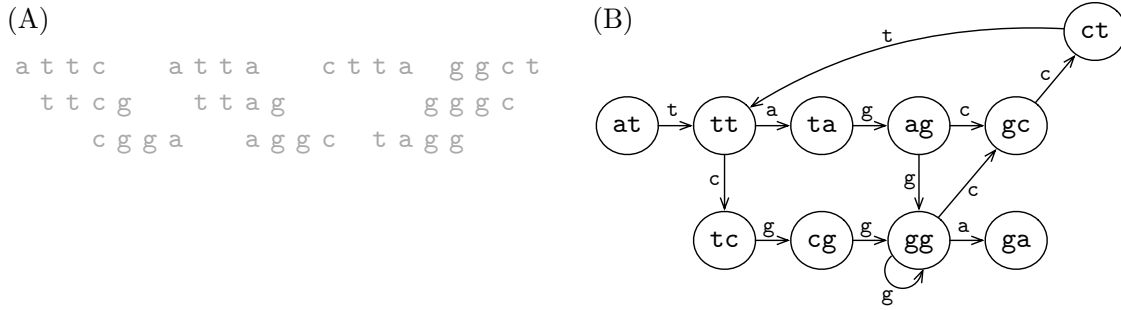 (A)
a t t c a t t a c t t a g g c t
t t c g t t a g g g g c
c g g a a g g c t a g g
(B)
ct
t
c
at t tt a ta g ag c gc
c g c
tc g cg g gg a ga
g